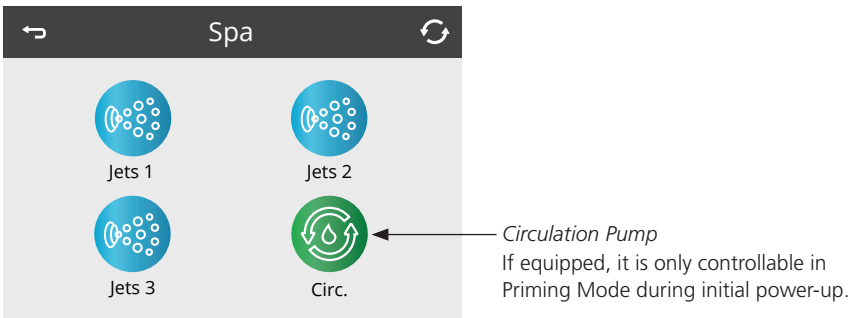 Spa
Jets 1
Jets 2
Jets 3
Circ.
Circulation Pump
If equipped, it is only controllable in
Priming Mode during initial power-up.